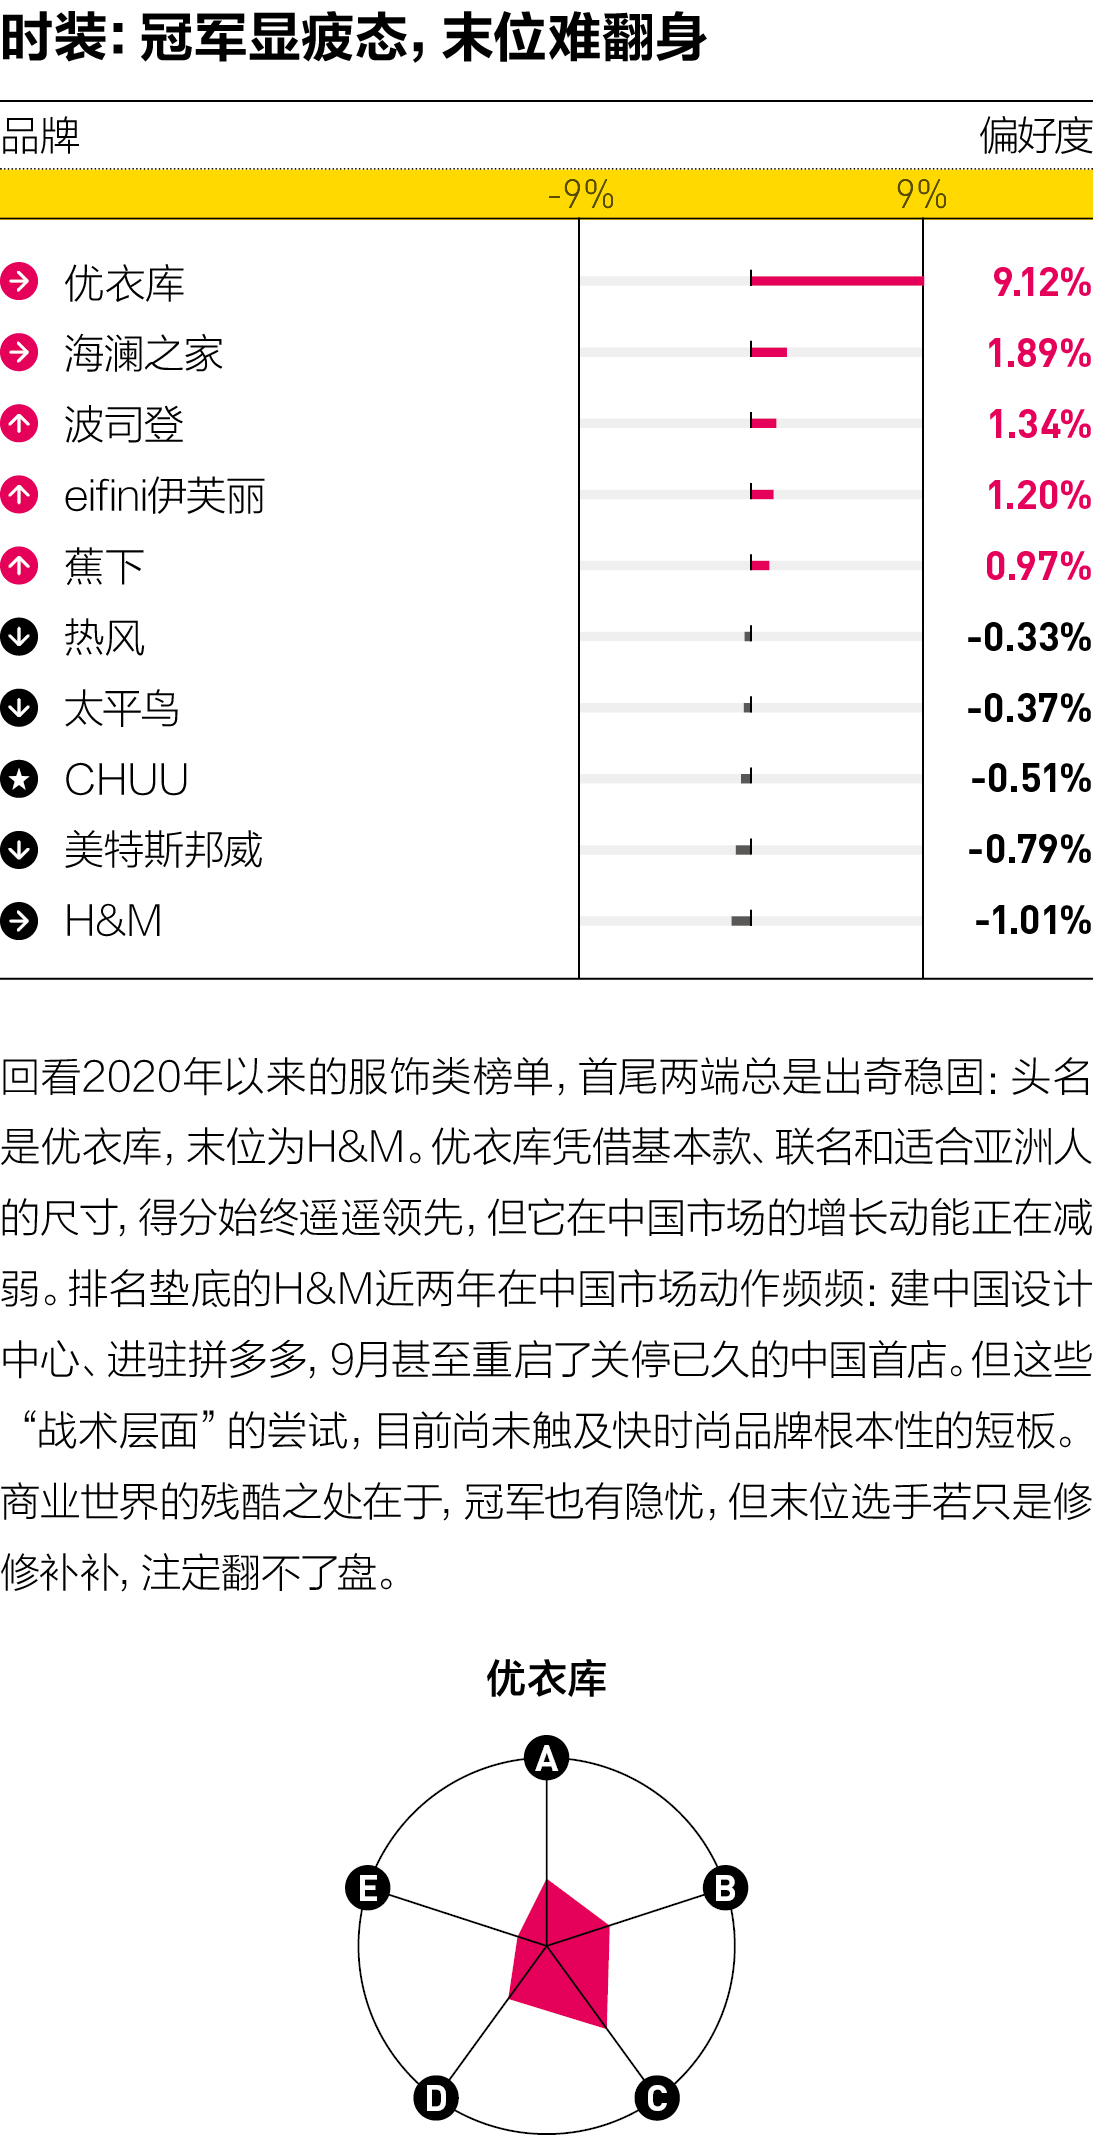 时装：冠军显疲态，末位难翻身
品牌 偏好度
-9% 9%
优衣库 9.12%
海澜之家 1.89%
波司登 1.34%
eifini伊芙丽 1.20%
蕉下 0.97%
热风 -0.33%
太平鸟 -0.37%
CHUU -0.51%
美特斯邦威 -0.79%
H&M -1.01%
回看2020年以来的服饰类榜单，首尾两端总是出奇稳固：头名
是优衣库，末位为H&M。优衣库凭借基本款、联名和适合亚洲人
的尺寸，得分始终遥遥领先，但它在中国市场的增长动能正在减
弱。排名垫底的H&M近两年在中国市场动作频频：建中国设计
中心、进驻拼多多，9月甚至重启了关停已久的中国首店。但这些
“战术层面”的尝试，目前尚未触及快时尚品牌根本性的短板。
商业世界的残酷之处在于，冠军也有隐忧，但末位选手若只是修
修补补，注定翻不了盘。
优衣库
A
E B
D C